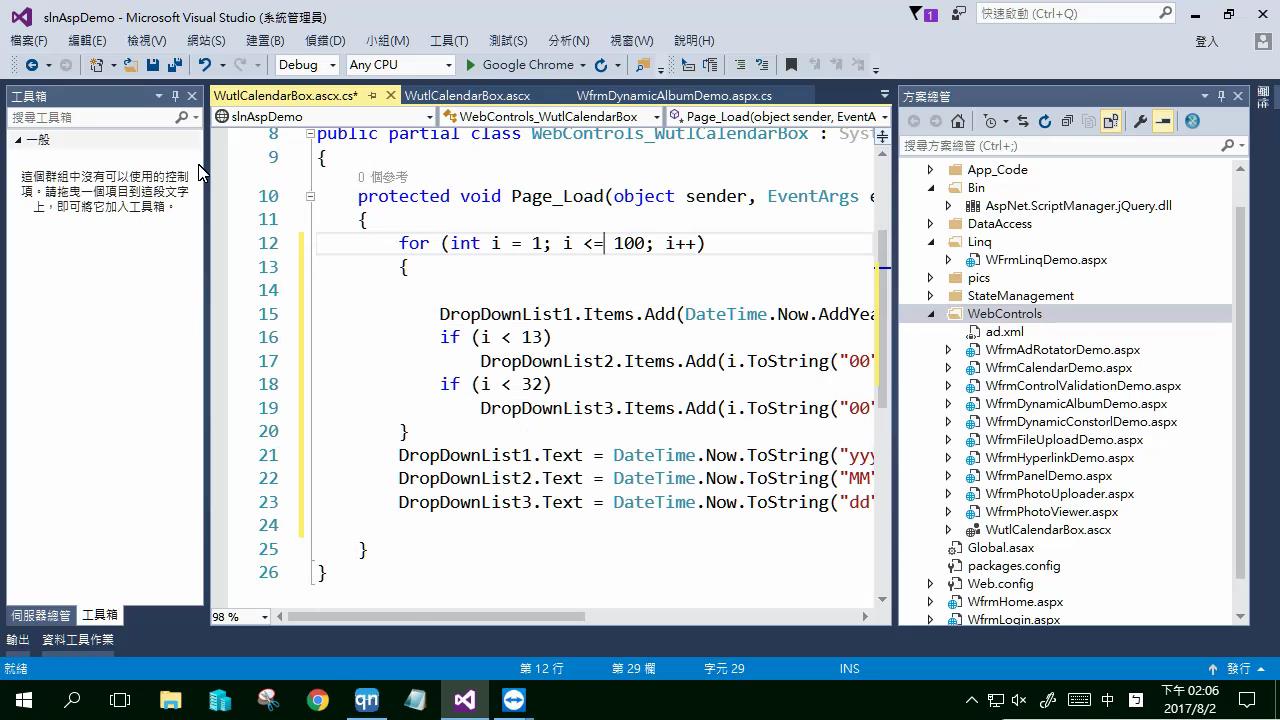 slnAspDemo - Microsoft Visual Studio (系統管理員)
1
快速啟動 (Ctrl+Q)
檔案(F) 編輯(E) 檢視(V) 網站(S) 建置(B) 偵錯(D) 小組(M) 工具(T) 測試(S) 分析(N) 視窗(W) 說明(H)
登入
Debug Any CPU Google Chrome
工具箱
搜尋工具箱
一般
這個群組中沒有可以使用的控制
項。請拖曳一個項目到這段文字
上，即可將它加入工具箱。
伺服器總管 工具箱
WutlCalendarBox.ascx.cs* WutlCalendarBox.ascx WfrmDynamicAlbumDemo.aspx.cs
slnAspDemo WebControls_WutlCalendarBox Page_Load(object sender, EventA
8 public partial class WebControls_WutlCalendarBox : Syst
9 {
0 個參考
10 protected void Page_Load(object sender, EventArgs e
11 {
12 for (int i = 1; i <= 100; i++)
13 {
14
15 DropDownList1.Items.Add(DateTime.Now.AddYea
16 if (i < 13)
17 DropDownList2.Items.Add(i.ToString("00"
18 if (i < 32)
19 DropDownList3.Items.Add(i.ToString("00"
20 }
21 DropDownList1.Text = DateTime.Now.ToString("yyy
22 DropDownList2.Text = DateTime.Now.ToString("MM"
23 DropDownList3.Text = DateTime.Now.ToString("dd"
24
25 }
26 }
98 %
方案總管
搜尋方案總管 (Ctrl+;)
App_Code
Bin
AspNet.ScriptManager.jQuery.dll
DataAccess
Linq
WFrmLinqDemo.aspx
pics
StateManagement
WebControls
ad.xml
WfrmAdRotatorDemo.aspx
WfrmCalendarDemo.aspx
WfrmControlValidationDemo.aspx
WfrmDynamicAlbumDemo.aspx
WfrmDynamicConstorlDemo.aspx
WfrmFileUploadDemo.aspx
WfrmHyperlinkDemo.aspx
WfrmPanelDemo.aspx
WfrmPhotoUploader.aspx
WfrmPhotoViewer.aspx
WutlCalendarBox.ascx
Global.asax
packages.config
Web.config
WfrmHome.aspx
WfrmLogin.aspx
輸出 資料工具作業
就緒 第 12 行 第 29 欄 字元 29 INS 發行
qn 中 下午 02:06
2017/8/2